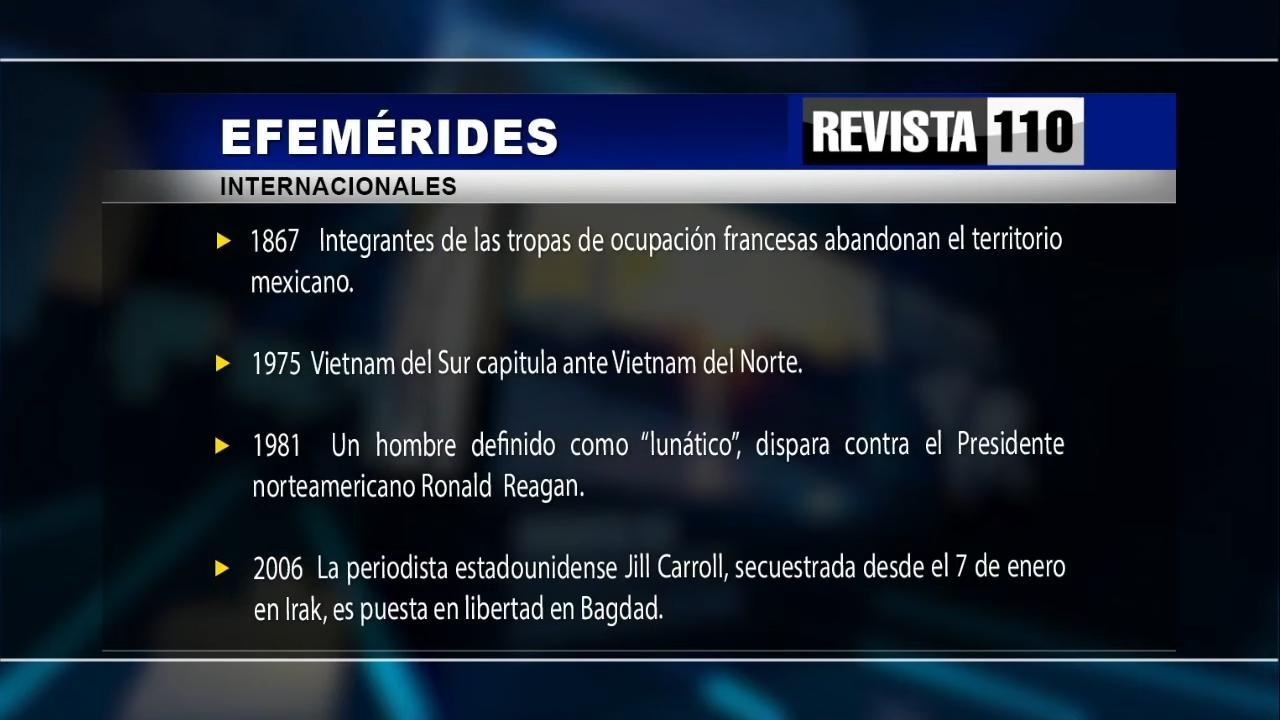 EFEMÉRIDES
REVISTA 110
INTERNACIONALES
1867 Integrantes de las tropas de ocupación francesas abandonan el territorio
mexicano.
1975 Vietnam del Sur capitula ante Vietnam del Norte.
1981 Un hombre definido como “lunático”, dispara contra el Presidente
norteamericano Ronald Reagan.
2006 La periodista estadounidense Jill Carroll, secuestrada desde el 7 de enero
en Irak, es puesta en libertad en Bagdad.